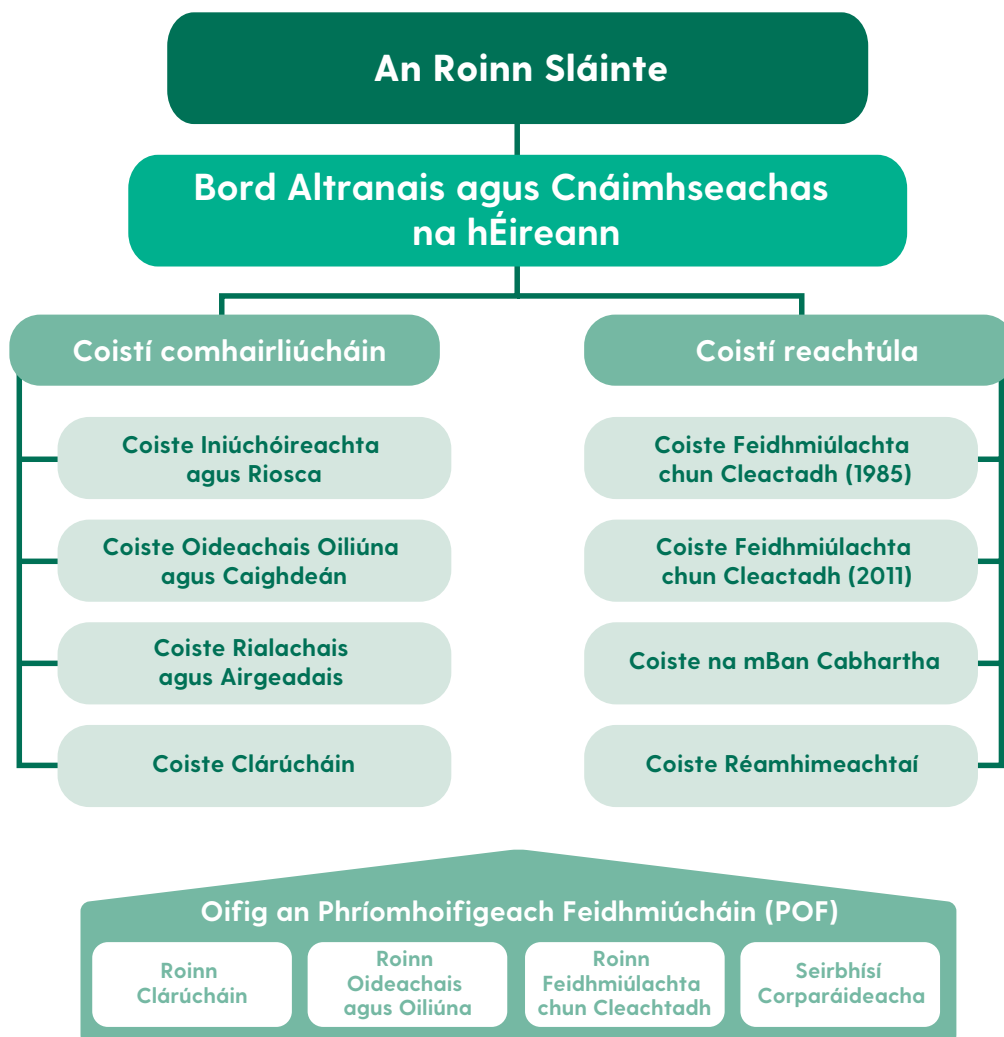 An Roinn Sláinte
Bord Altranais agus Cnáimhseachas
na hÉireann
Coistí comhairliúcháin
Coiste Iniúchóireachta
agus Riosca
Coiste Oideachais Oiliúna
agus Caighdeán
Coiste Rialachais
agus Airgeadais
Coiste Clárúcháin
Coistí reachtúla
Coiste Feidhmiúlachta
chun Cleactadh (1985)
Coiste Feidhmiúlachta
chun Cleactadh (2011)
Coiste na mBan Cabhartha
Coiste Réamhimeachtaí
Oifig an Phríomhoifigeach Feidhmiúcháin (POF)
Roinn
Clárúcháin
Roinn
Oideachais
agus Oiliúna
Roinn
Feidhmiúlachta
chun Cleachtadh
Seirbhísí
Corparáideacha